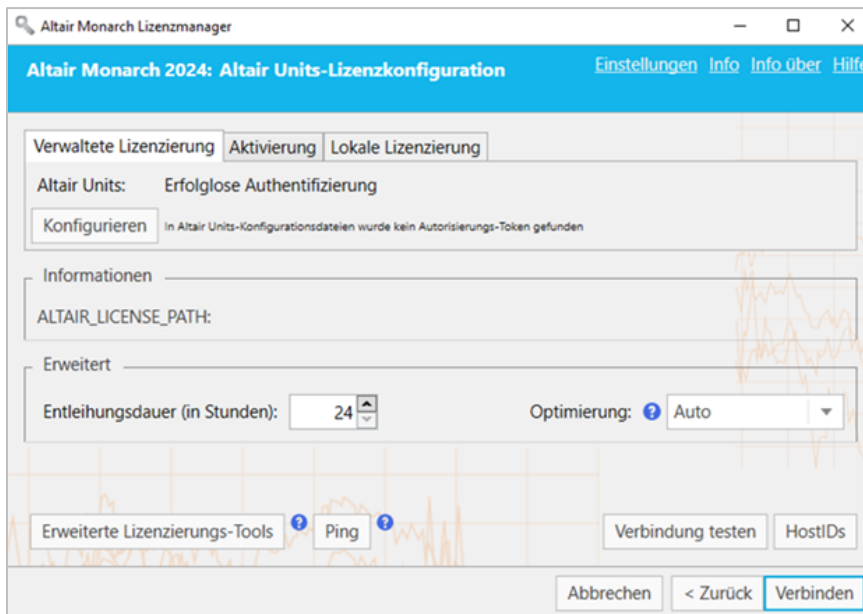 Altair Monarch Lizenzmanager
Altair Monarch 2024: Altair Units-Lizenzkonfiguration Einstellungen Info Info über Hilfe
Verwaltete Lizenzierung Aktivierung Lokale Lizenzierung
Altair Units: Erfolglose Authentifizierung
Konfigurieren In Altair Units-Konfigurationsdateien wurde kein Autorisierungs-Token gefunden
Informationen
ALTAIR_LICENSE_PATH:
Erweitert
Entleihungsdauer (in Stunden): 24 Optimierung: ? Auto
Erweiterte Lizenzierungs-Tools ? Ping ? Verbindung testen HostIDs
Abbrechen < Zurück Verbinden